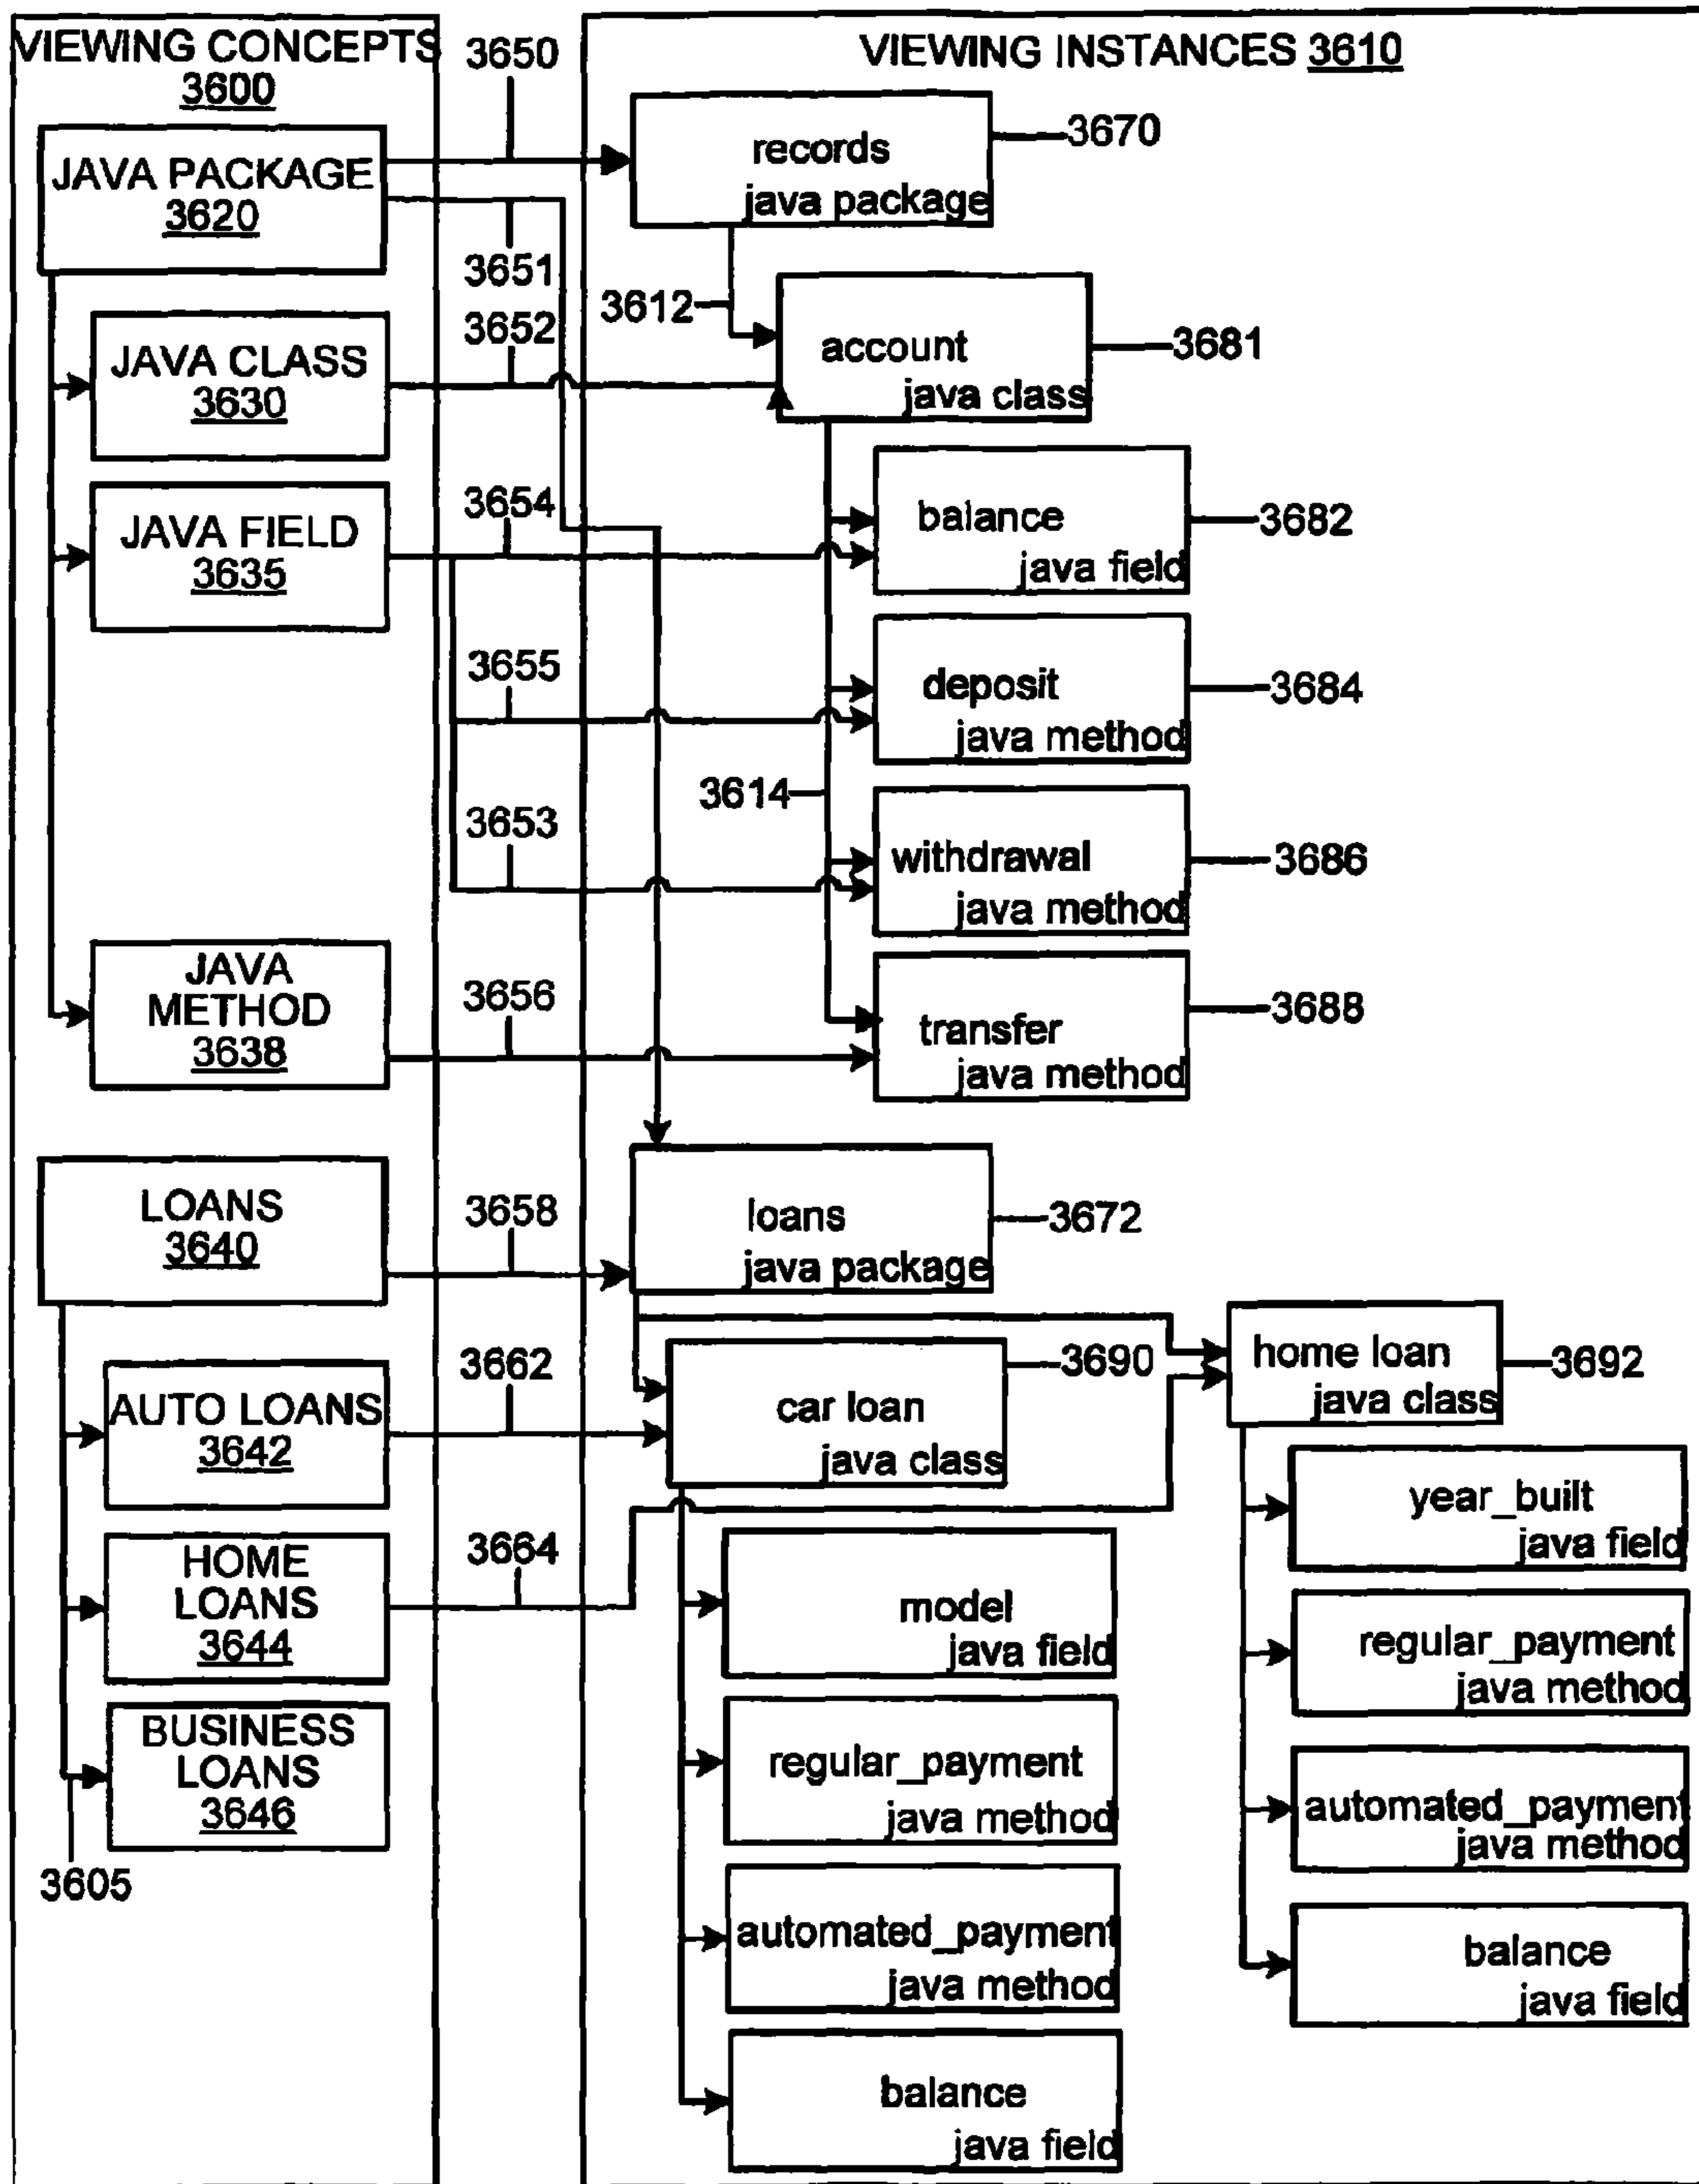 VIEWING CONCEPTS
3600
JAVA PACKAGE
3620
JAVA CLASS
3630
JAVA FIELD
3635
JAVA
METHOD
3638
LOANS
3640
AUTO LOANS
3642
HOME
LOANS
3644
BUSINESS
LOANS
3646
3605
3650
3651
3652
3654
3655
3653
3656
3658
3662
3664
VIEWING INSTANCES 3610
records
java package
3670
3612
account
java class
3681
balance
java field
3682
deposit
java method
3684
3614
withdrawal
java method
3686
transfer
java method
3688
loans
java package
3672
car loan
java class
3690
model
java field
regular_payment
java method
automated_payment
java method
balance
java field
home loan
java class
3692
year_built
java field
regular_payment
java method
automated_payment
java method
balance
java field